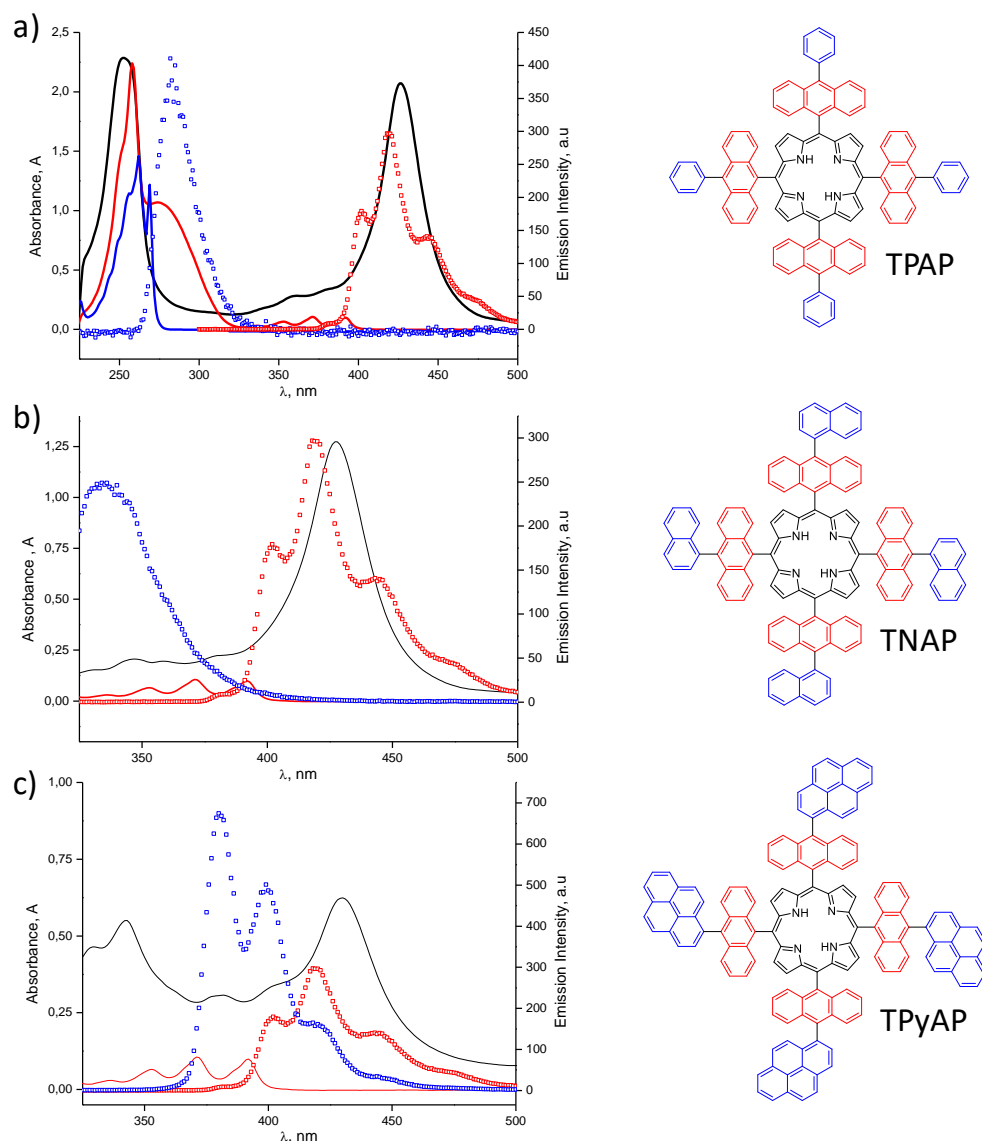 a)
2,5
2,0
1,5
1,0
0,5
0,0
Absorbance, A
450
400
350
300
250
200
150
100
50
0
Emission Intensity, a.u
250 300 350 400 450 500
λ, nm
NH N
N HN
TPAP
b)
1,25
1,00
0,75
0,50
0,25
0,00
Absorbance , A
300
250
200
150
100
50
0
Emission Intensity, a.u
350 400 450 500
λ, nm
NH N
N HN
TNAP
c)
1,00
0,75
0,50
0,25
0,00
Absorbance, A
700
600
500
400
300
200
100
0
Emission Intensity, a.u
350 400 450 500
λ, nm
NH N
N HN
TPyAP